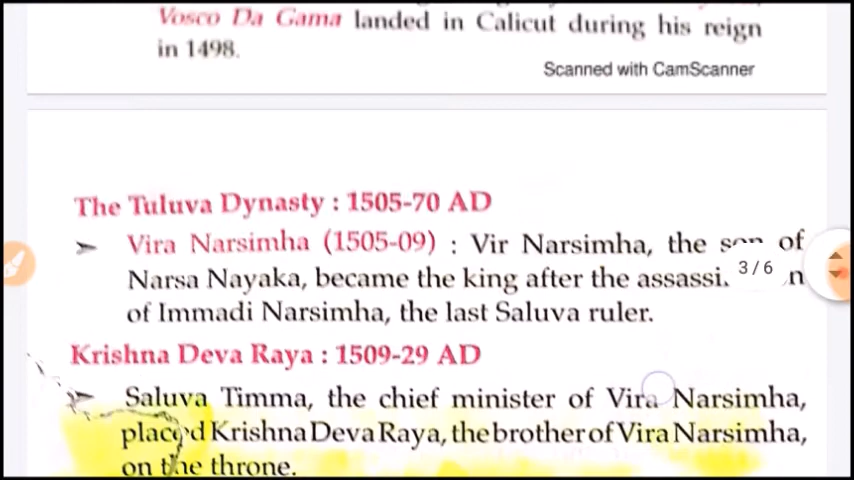 Vosco Da Gama landed in Calicut during his reign
in 1498.
Scanned with CamScanner
The Tuluva Dynasty : 1505-70 AD
➢ Vira Narsimha (1505-09) : Vir Narsimha, the son of
Narsa Nayaka, became the king after the
3 / 6
of Immadi Narsimha, the last Saluva ruler.
Krishna Deva Raya : 1509-29 AD
➢ Saluva Timma, the chief minister of Vira Narsimha,
placed Krishna Deva Raya, the brother of Vira Narsimha,
on the throne.